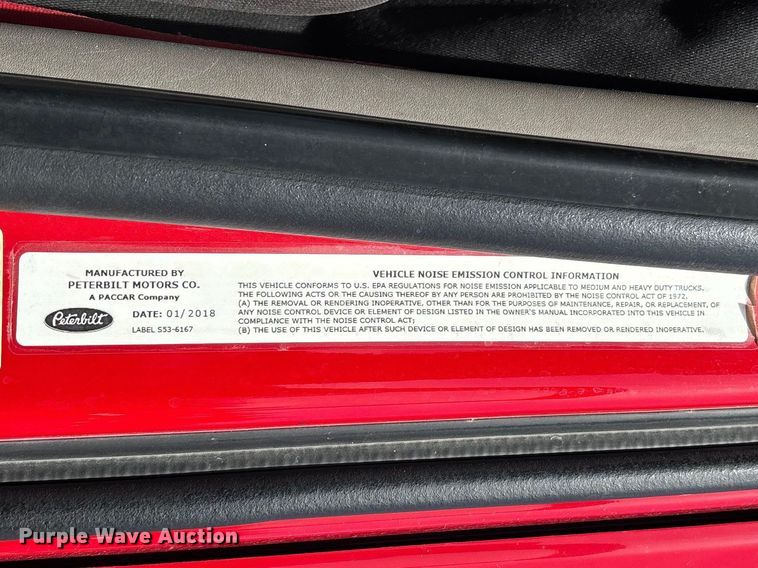 MANUFACTURED BY
PETERBILT MOTORS CO.
A PACCAR Company
Peterbilt
DATE: 01/2018
LABEL S53-6167
VEHICLE NOISE EMISSION CONTROL INFORMATION
THIS VEHICLE CONFORMS TO U.S. EPA REGULATIONS FOR NOISE EMISSION APPLICABLE TO MEDIUM AND HEAVY DUTY TRUCKS.
THE FOLLOWING ACTS OR THE CAUSING THEREOF BY ANY PERSON ARE PROHIBITED BY THE NOISE CONTROL ACT OF 1972.
(A) THE REMOVAL OR RENDERING INOPERATIVE, OTHER THAN FOR THE PURPOSES OF MAINTENANCE, REPAIR, OR REPLACEMENT, OF
ANY NOISE CONTROL DEVICE OR ELEMENT OF DESIGN LISTED IN THE OWNER'S MANUAL INCORPORATED INTO THIS VEHICLE IN
COMPLIANCE WITH THE NOISE CONTROL ACT;
(B) THE USE OF THIS VEHICLE AFTER SUCH DEVICE OR ELEMENT OF DESIGN HAS BEEN REMOVED OR RENDERED INOPERATIVE.
Purple Wave Auction